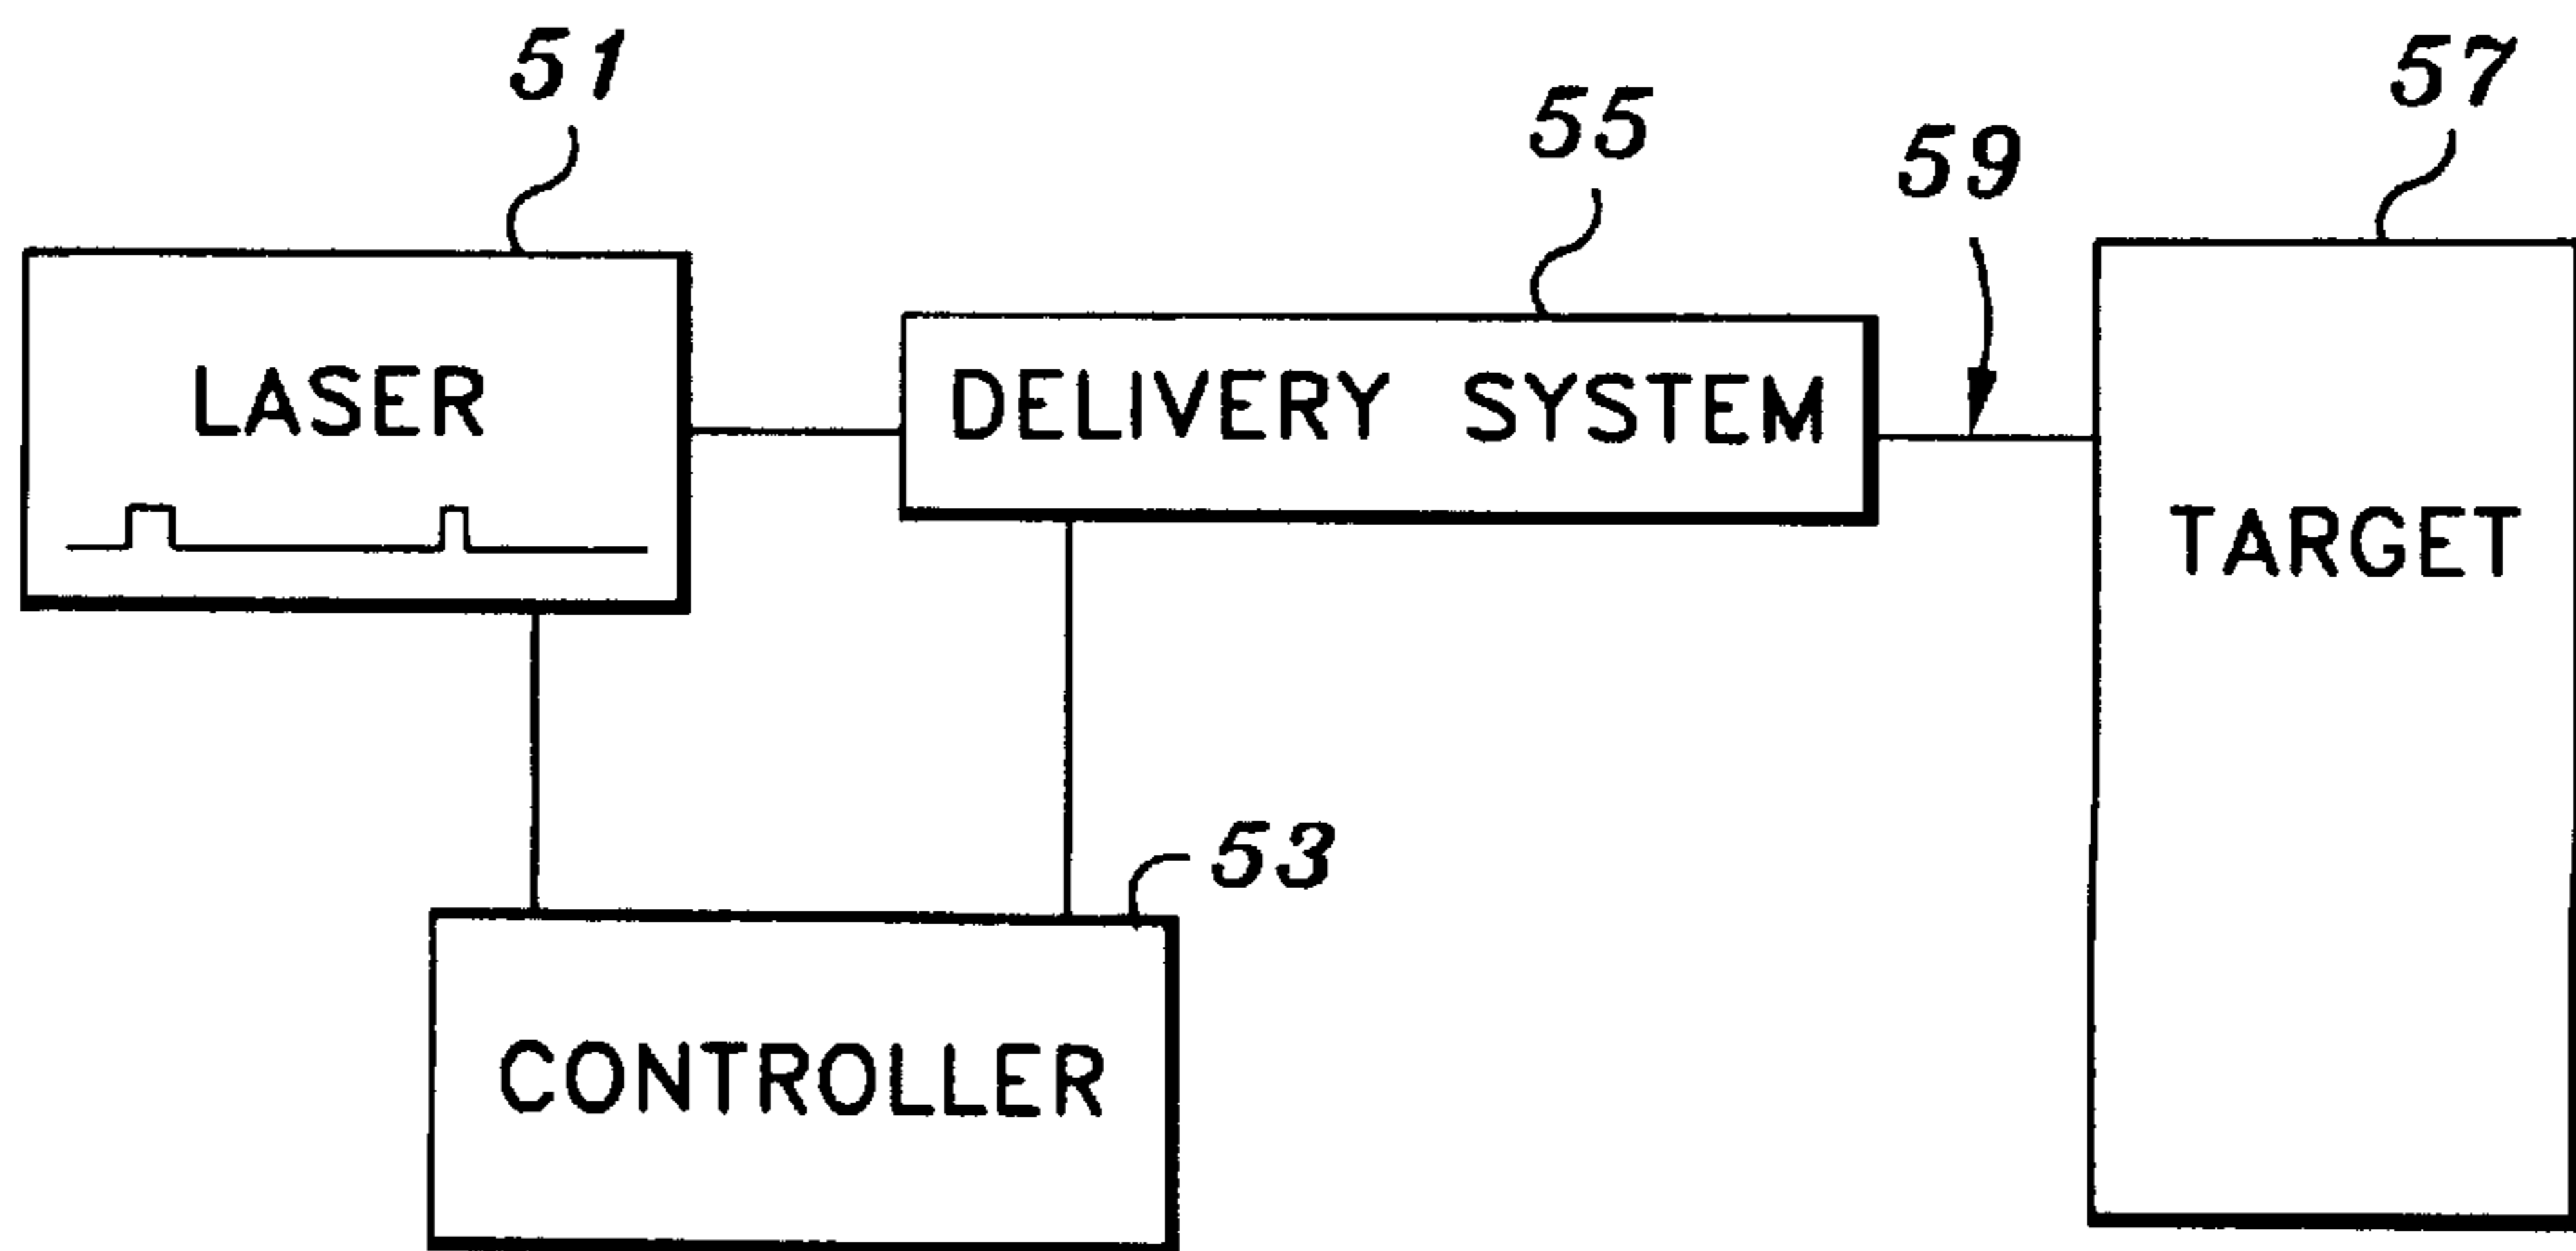 51
55
59
57
LASER
DELIVERY SYSTEM
TARGET
53
CONTROLLER